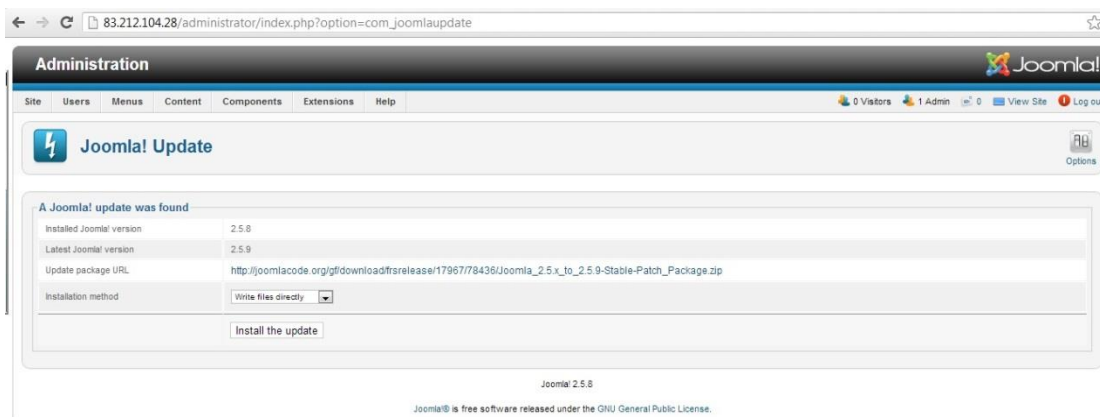 83.212.104.28/administrator/index.php?option=com_joomlaupdate
Administration Joomla!
Site Users Menus Content Components Extensions Help 0 Visitors 1 Admin 0 View Site Log ou
Joomla! Update Options
A Joomla! update was found
Installed Joomla! version 2.5.8
Latest Joomla! version 2.5.9
Update package URL http://joomlacode.org/gf/download/frsrelease/17967/78436/Joomla_2.5.x_to_2.5.9-Stable-Patch_Package.zip
Installation method Write files directly
Install the update
Joomla! 2.5.8
Joomla!® is free software released under the GNU General Public License.